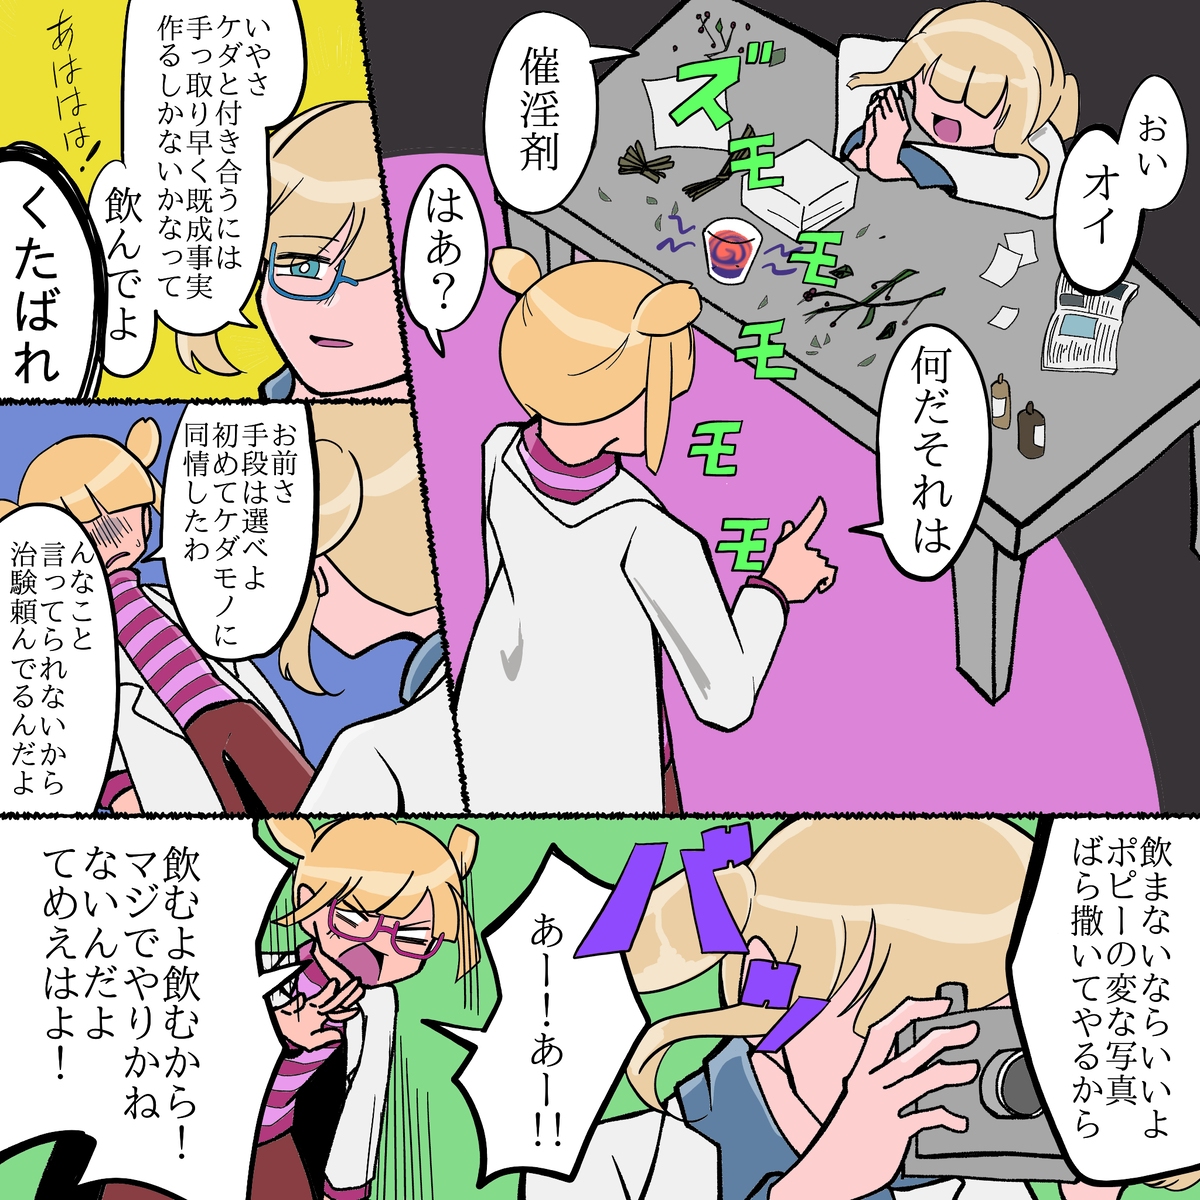 おい
オイ
何だそれは
催淫剤
はあ？
ズモモモモモ
いやさ
ケダと付き合うには
手っ取り早く既成事実
作るしかないかなって
飲んでよ
あははは！
くたばれ
お前さ
手段は選べよ
初めてケダモノに
同情したわ
んなこと
言ってられないから
治験頼んでるんだよ
飲まないならいいよ
ポピーの変な写真
ばら撒いてやるから
バッ
あー！あー！！
飲むよ飲むから！
マジでやりかね
ないんだよ
てめえはよ！